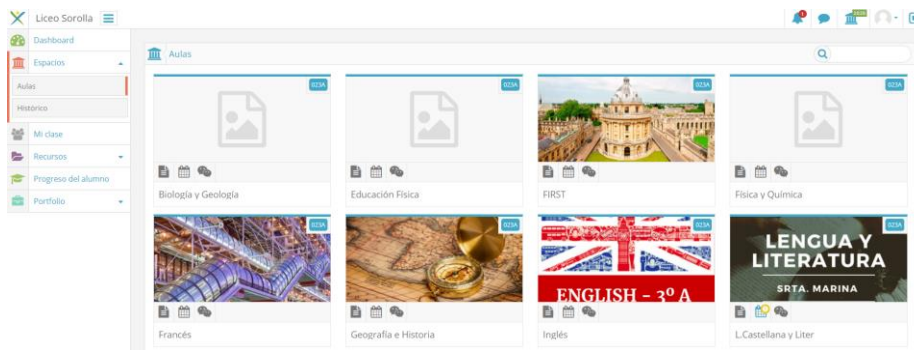 Liceo Sorolla
Dashboard
Espacios
Aulas
Histórico
Mi clase
Recursos
Progreso del alumno
Portfolio
Aulas
023A
023A
023A
023A
Biología y Geología
Educación Física
FIRST
Física y Química
023A
023A
023A
023A
ENGLISH - 3º A
LENGUA Y
LITERATURA
SRTA. MARINA
Francés
Geografía e Historia
Inglés
L.Castellana y Liter